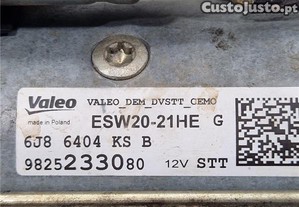 CustoJusto.pt
Valeo VALEO_DEM_DVSTT_CEMO
made in Poland ESW20-21HE G
6J8 6404 KS B
9825233080 12V STT